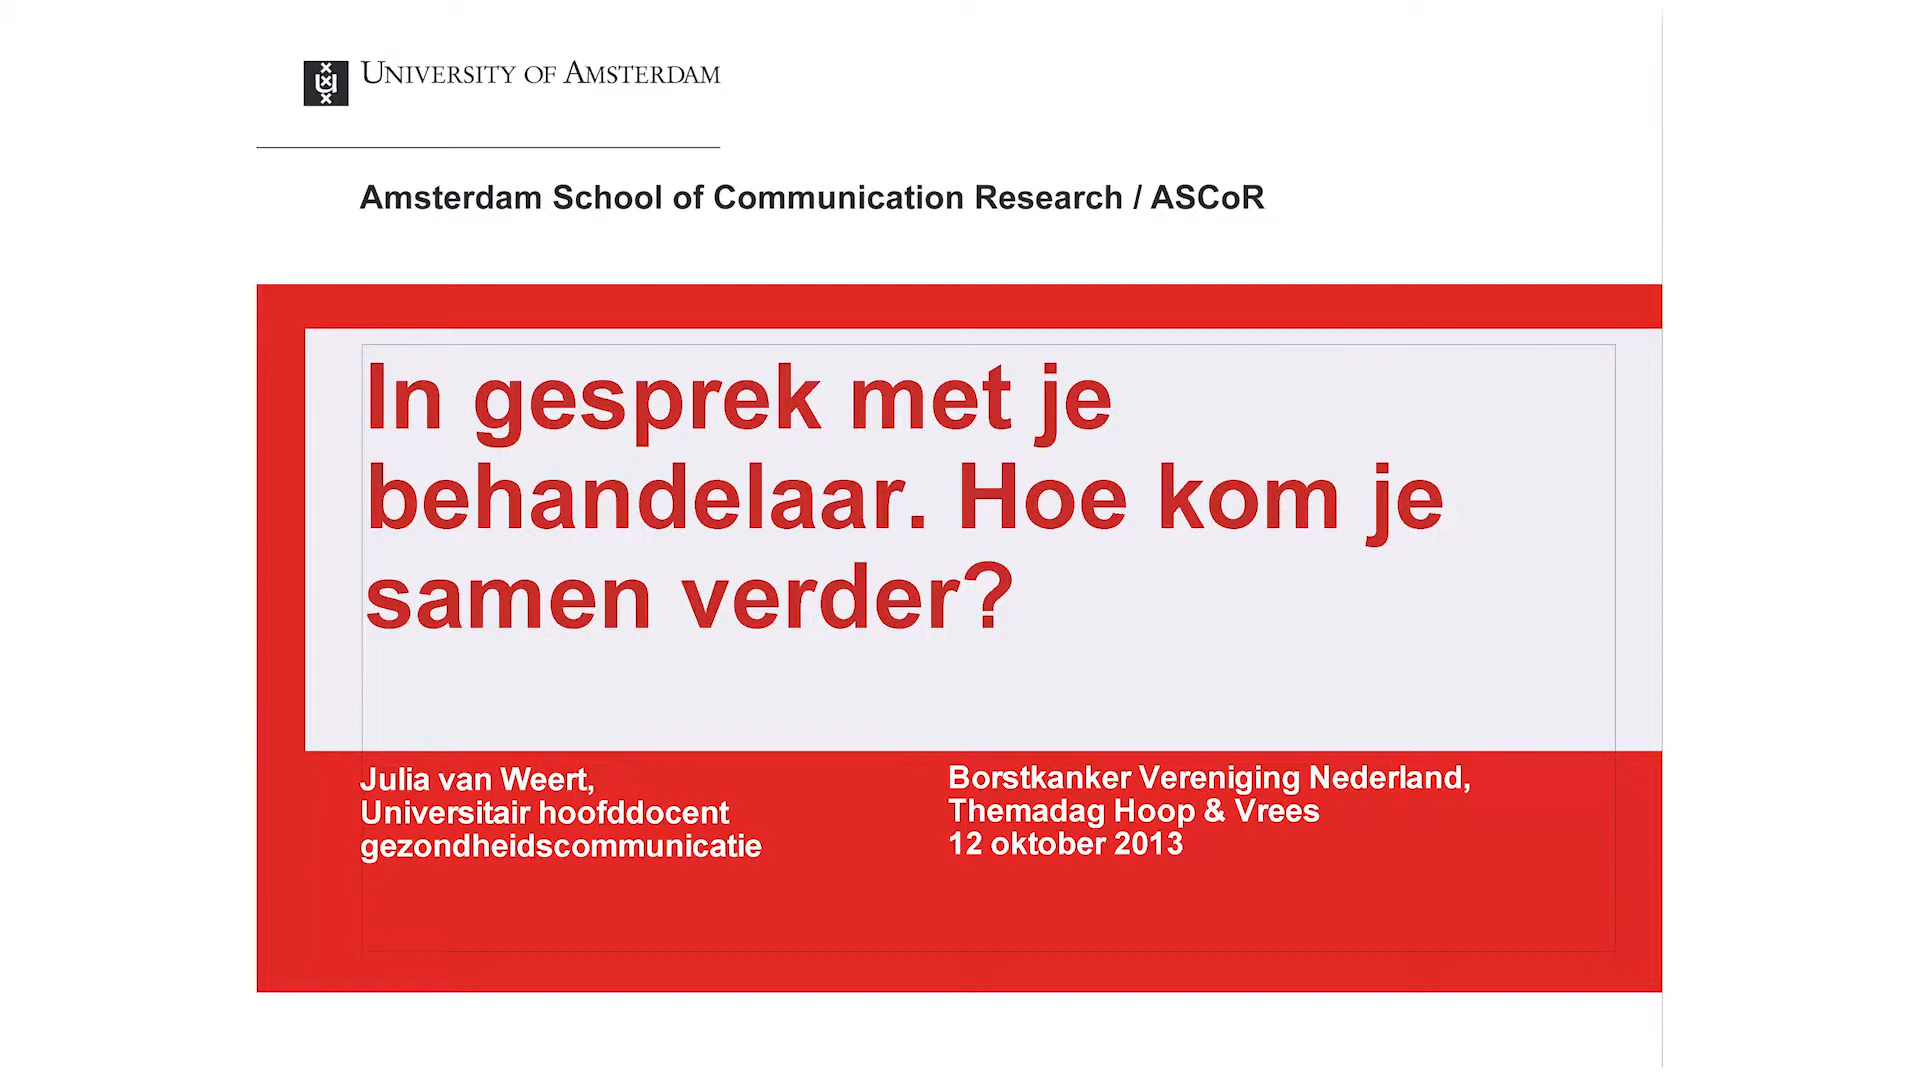 University of Amsterdam
Amsterdam School of Communication Research / ASCoR
In gesprek met je
behandelaar. Hoe kom je
samen verder?
Julia van Weert,
Universitair hoofddocent
gezondheidscommunicatie
Borstkanker Vereniging Nederland,
Themadag Hoop & Vrees
12 oktober 2013